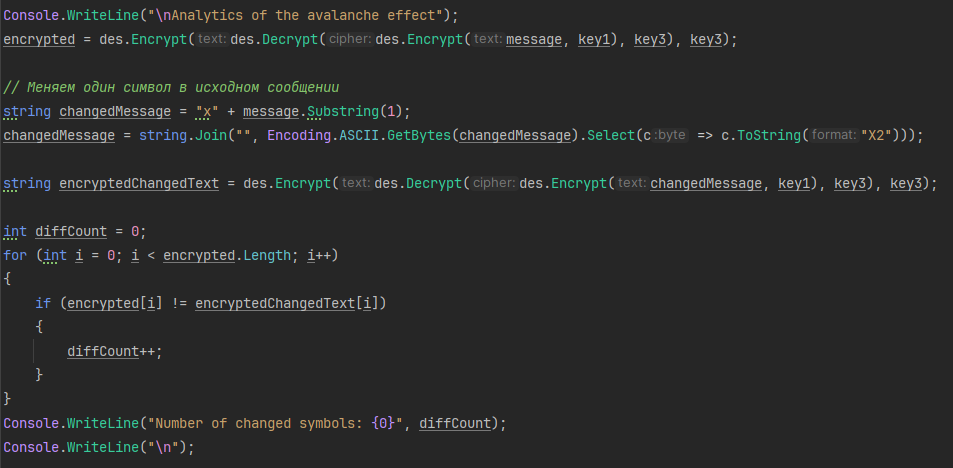 Console.WriteLine("\nAnalytics of the avalanche effect");
encrypted = des.Encrypt(text:des.Decrypt(cipher:des.Encrypt(text:message, key1), key3), key3);
// Меняем один символ в исходном сообщении
string changedMessage = "x" + message.Substring(1);
changedMessage = string.Join("", Encoding.ASCII.GetBytes(changedMessage).Select(c:byte => c.ToString(format:"X2")));
string encryptedChangedText = des.Encrypt(text:des.Decrypt(cipher:des.Encrypt(text:changedMessage, key1), key3), key3);
int diffCount = 0;
for (int i = 0; i < encrypted.Length; i++)
{
    if (encrypted[i] != encryptedChangedText[i])
    {
        diffCount++;
    }
}
Console.WriteLine("Number of changed symbols: {0}", diffCount);
Console.WriteLine("\n");